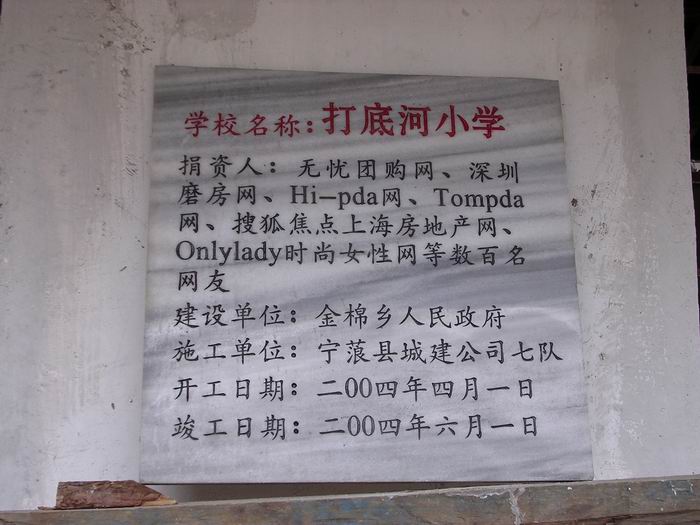 学校名称:打底河小学
捐资人：无忧团购网、深圳
磨房网、Hi-pda网、Tompda
网、搜狐焦点上海房地产网、
Onlylady时尚女性网等数百名
网友
建设单位：金棉乡人民政府
施工单位：宁蒗县城建公司七队
开工日期：二00四年四月一日
竣工日期：二00四年六月一日